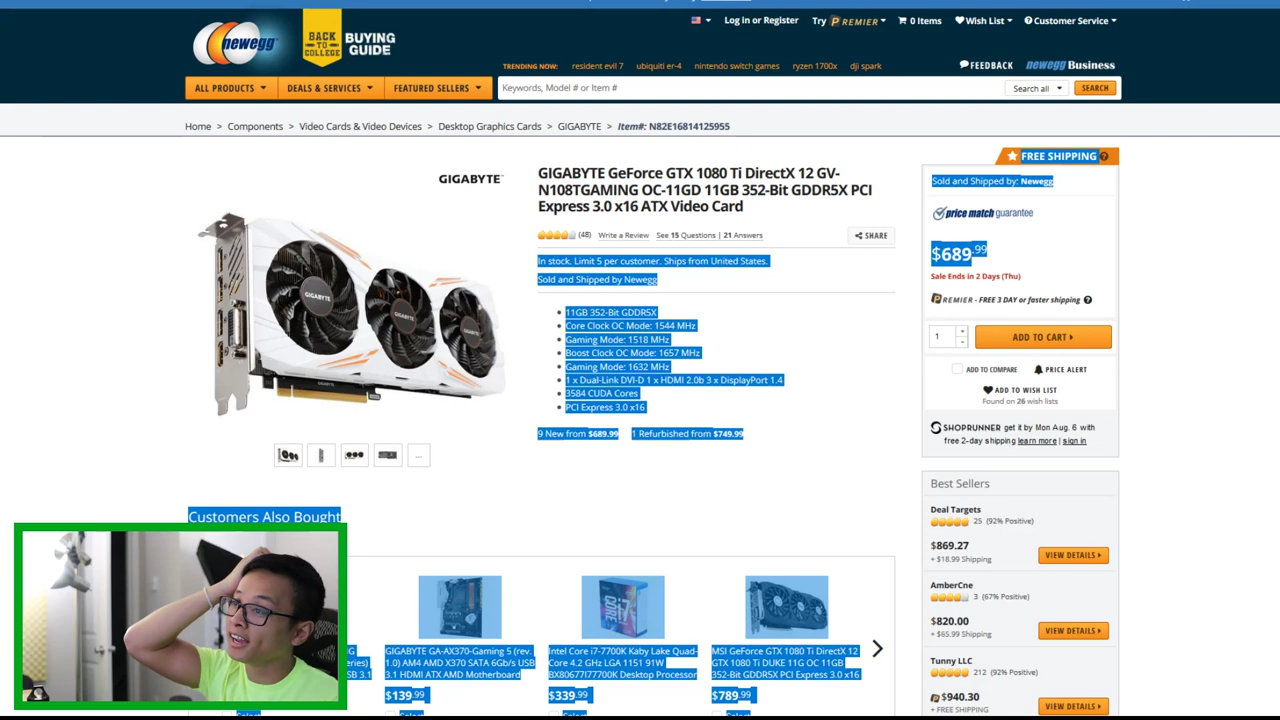 newegg
BACK TO COLLEGE
BUYING GUIDE
Log in or Register
Try PREMIER
0 Items
Wish List
Customer Service
TRENDING NOW:
resident evil 7
ubiquiti er-4
nintendo switch games
ryzen 1700x
dji spark
FEEDBACK
newegg Business
ALL PRODUCTS
DEALS & SERVICES
FEATURED SELLERS
Keywords, Model # or Item #
Search all
SEARCH
Home > Components > Video Cards & Video Devices > Desktop Graphics Cards > GIGABYTE > Item#: N82E16814125955
GIGABYTE
GIGABYTE
GIGABYTE
GIGABYTE
GIGABYTE GeForce GTX 1080 Ti DirectX 12 GV-
N108TGAMING OC-11GD 11GB 352-Bit GDDR5X PCI
Express 3.0 x16 ATX Video Card
(48) Write a Review See 15 Questions | 21 Answers
SHARE
In stock. Limit 5 per customer. Ships from United States.
Sold and Shipped by Newegg
11GB 352-Bit GDDR5X
Core Clock OC Mode: 1544 MHz
Gaming Mode: 1518 MHz
Boost Clock OC Mode: 1657 MHz
Gaming Mode: 1632 MHz
1 x Dual-Link DVI-D 1 x HDMI 2.0b 3 x DisplayPort 1.4
3584 CUDA Cores
PCI Express 3.0 x16
9 New from $689.99 1 Refurbished from $749.99
...
FREE SHIPPING
Sold and Shipped by: Newegg
price match guarantee
$689.99
Sale Ends in 2 Days (Thu)
PREMIER - FREE 3 DAY or faster shipping
1
ADD TO CART
ADD TO COMPARE
PRICE ALERT
ADD TO WISH LIST
Found on 26 wish lists
SHOPRUNNER get it by Mon Aug. 6 with
free 2-day shipping learn more | sign in
Best Sellers
Deal Targets
25 (92% Positive)
$869.27
+ $18.99 Shipping
VIEW DETAILS
AmberCne
3 (67% Positive)
$820.00
+ $65.99 Shipping
VIEW DETAILS
Tunny LLC
212 (92% Positive)
$940.30
+ FREE SHIPPING
VIEW DETAILS
Customers Also Bought
GIGABYTE GA-AX370-Gaming 5 (rev.
1.0) AM4 AMD X370 SATA 6Gb/s USB
3.1 HDMI ATX AMD Motherboard
$139.99
Intel Core i7-7700K Kaby Lake Quad-
Core 4.2 GHz LGA 1151 91W
BX80677I77700K Desktop Processor
$339.99
MSI GeForce GTX 1080 Ti DirectX 12
GTX 1080 Ti DUKE 11G OC 11GB
352-Bit GDDR5X PCI Express 3.0 x16
$789.99